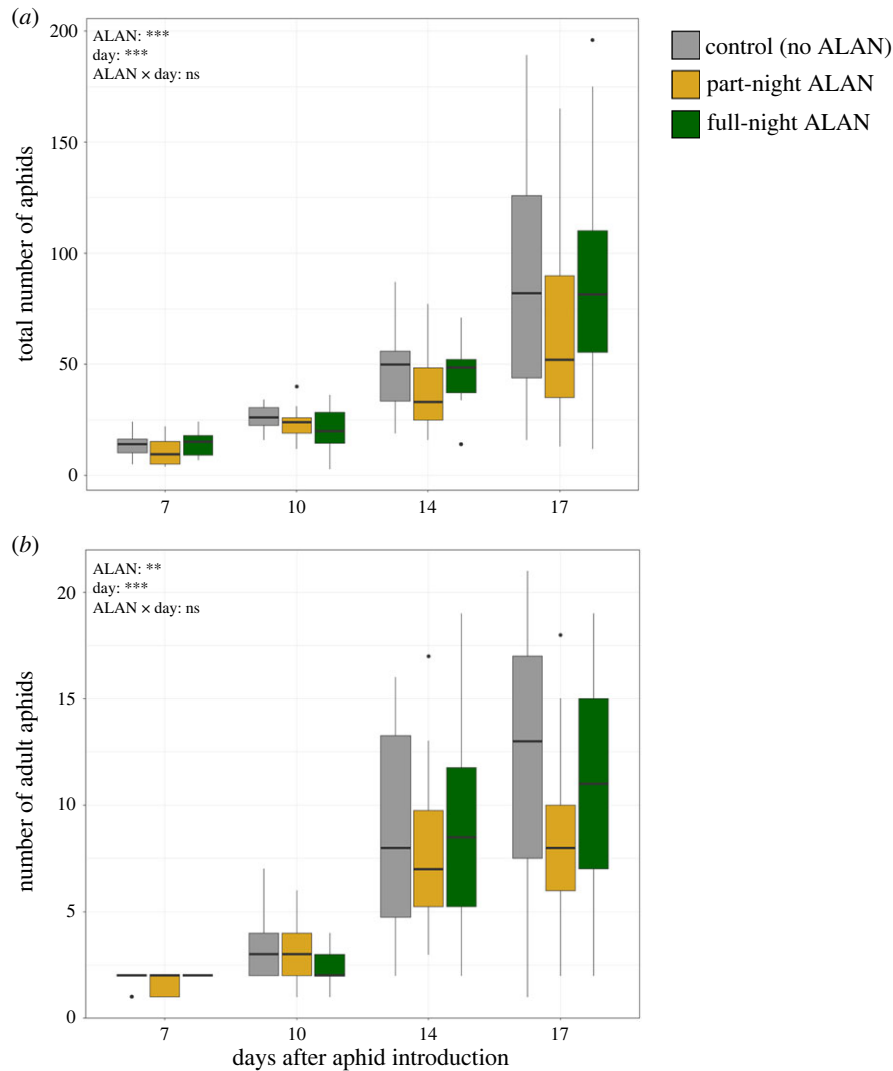 (a)
200
150
100
50
0
total number of aphids
ALAN: ***
day: ***
ALAN × day: ns
7 10 14 17
control (no ALAN)
part-night ALAN
full-night ALAN
(b)
20
15
10
5
0
number of adult aphids
ALAN: **
day: ***
ALAN × day: ns
7 10 14 17
days after aphid introduction